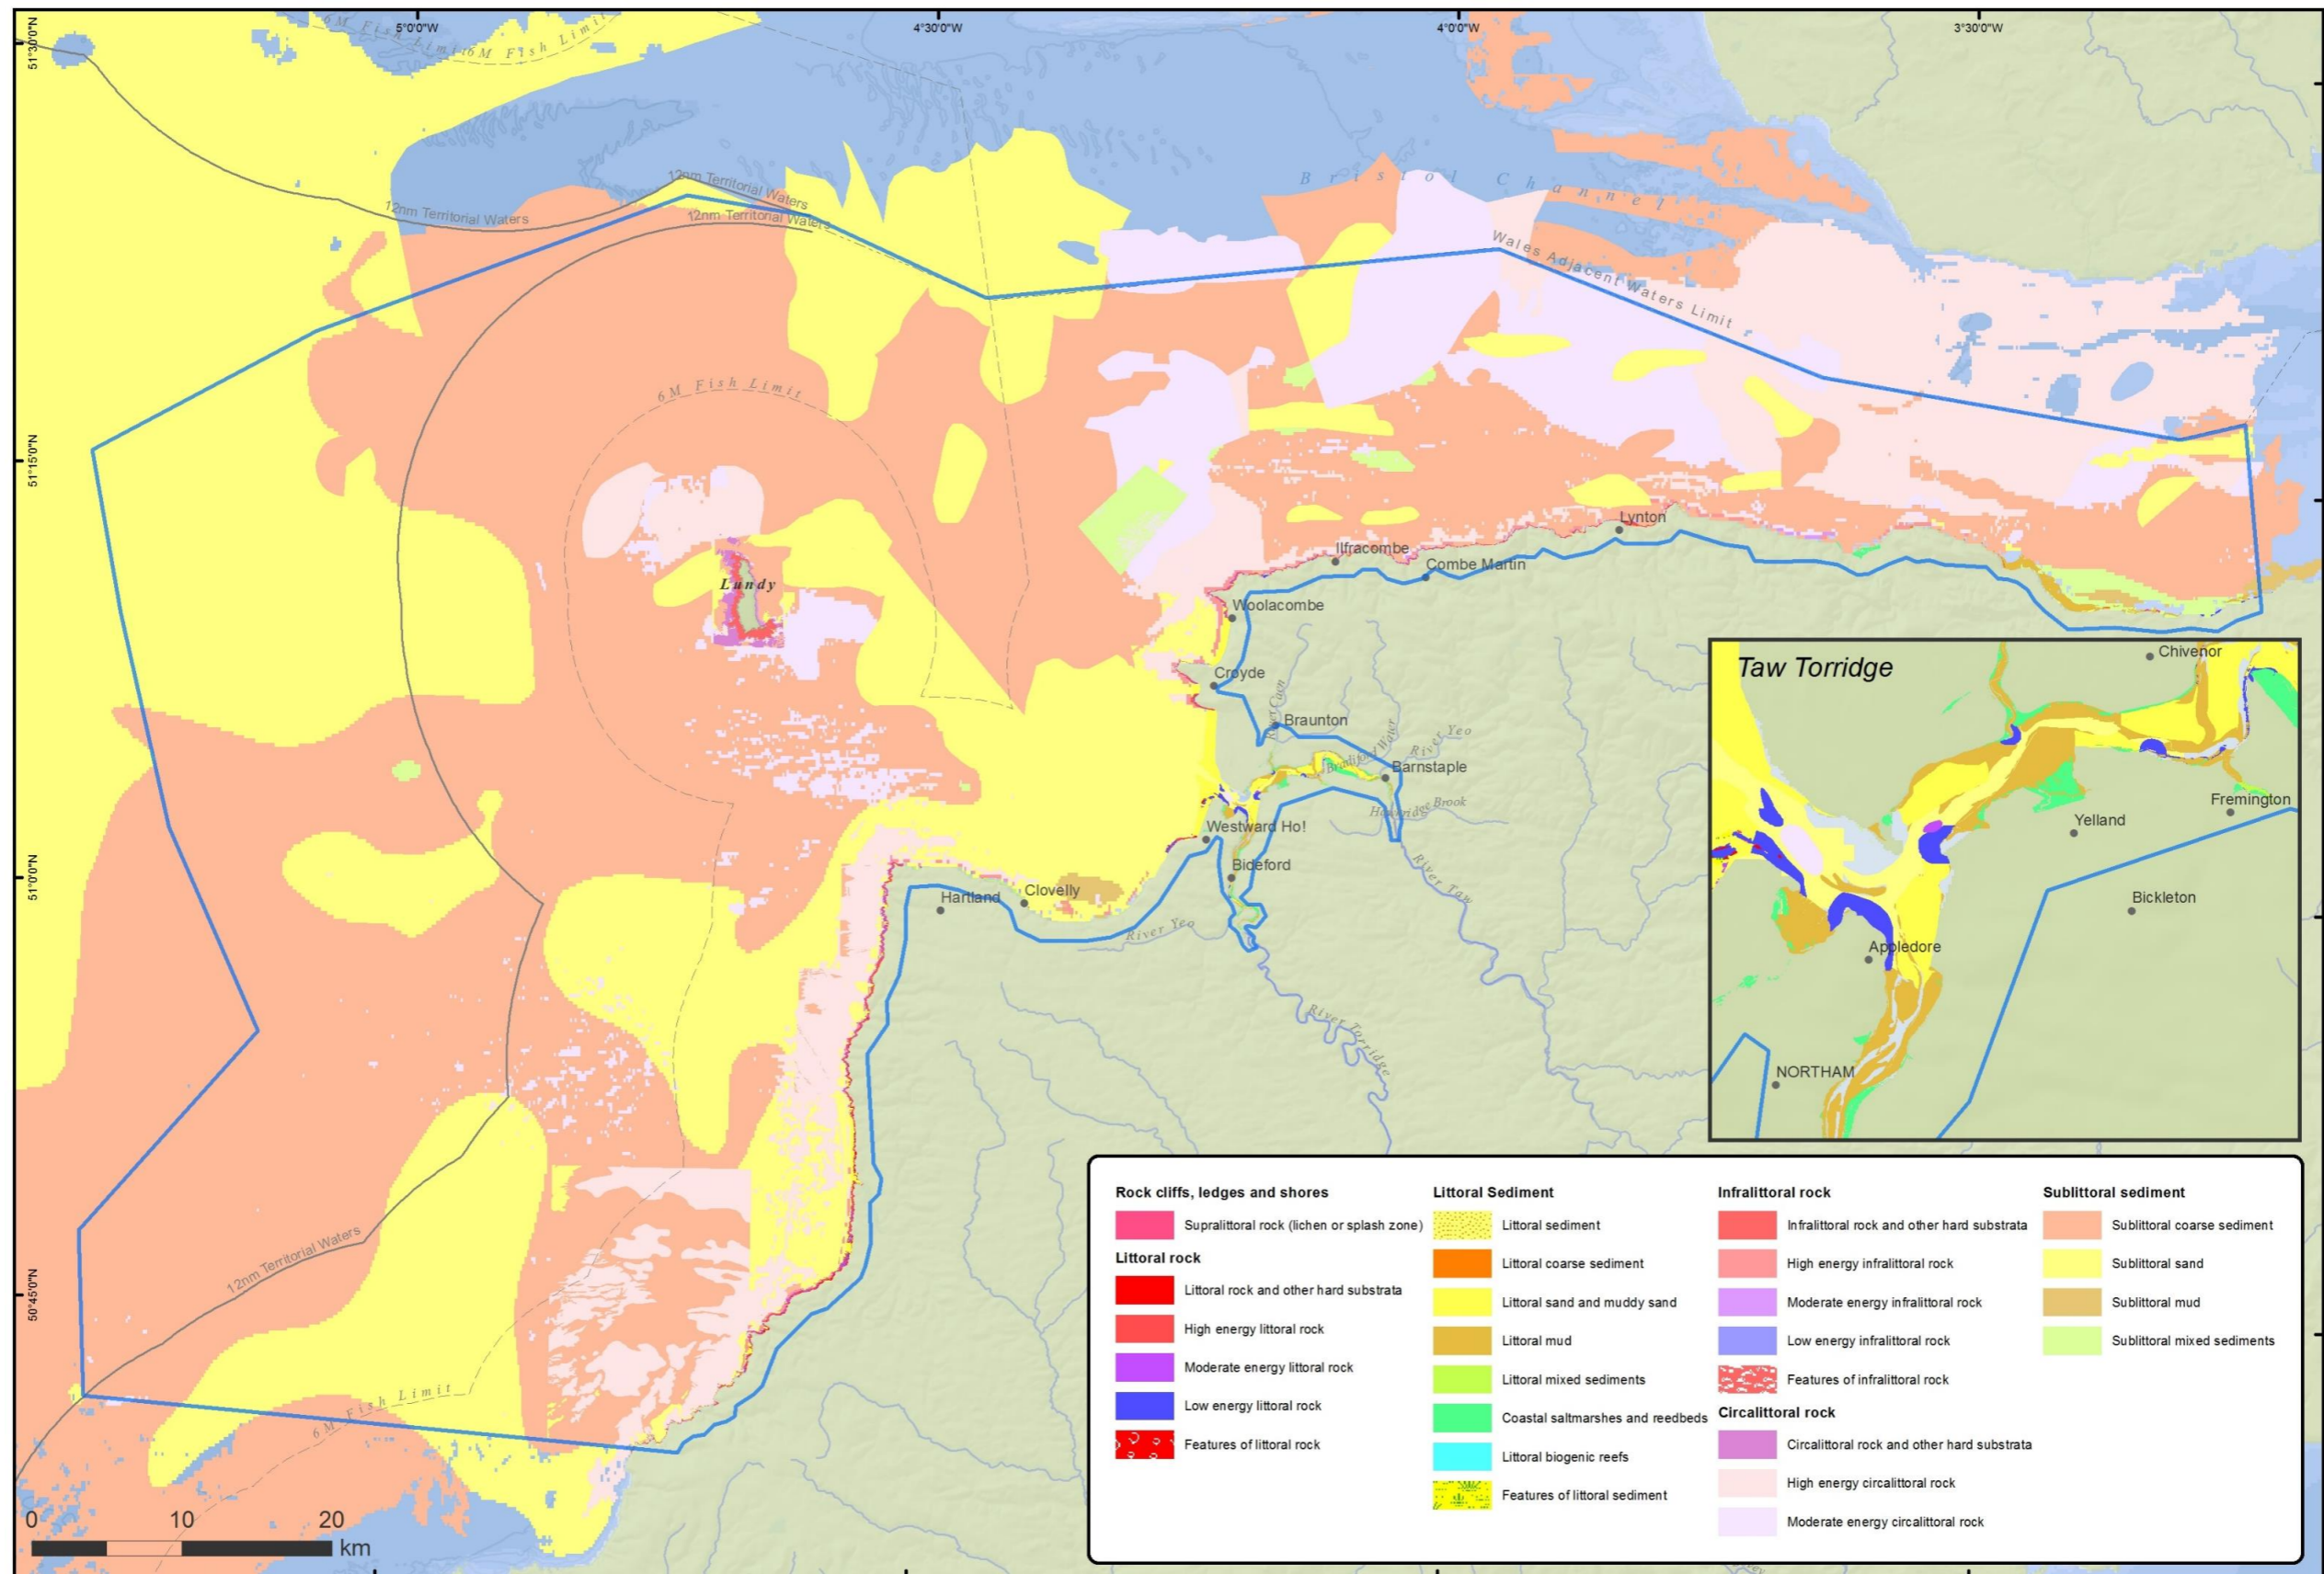 6M Fish Limit
6M Fish Limit
5°0'0"W
4°30'0"W
4°0'0"W
3°30'0"W
51°30'0"N
51°15'0"N
51°0'0"N
50°45'0"N
12nm Territorial Waters
12nm Territorial Waters
12nm Territorial Waters
Bristol Channel
Wales Adjacent Waters Limit
6M Fish Limit
Lundy
Lynton
Ilfracombe
Combe Martin
Woolacombe
Croyde
River Caen
Braunton
Bradiford Water
River Yeo
Barnstaple
Westward Ho!
Bideford
River Taw
Hartland
Clovelly
River Yeo
River Torridge
12nm Territorial Waters
6M Fish Limit
Taw Torridge
Chivenor
Fremington
Yelland
Bickleton
Appledore
NORTHAM
Rock cliffs, ledges and shores
Supralittoral rock (lichen or splash zone)
Littoral rock
Littoral rock and other hard substrata
High energy littoral rock
Moderate energy littoral rock
Low energy littoral rock
Features of littoral rock
Littoral Sediment
Littoral sediment
Littoral coarse sediment
Littoral sand and muddy sand
Littoral mud
Littoral mixed sediments
Coastal saltmarshes and reedbeds
Littoral biogenic reefs
Features of littoral sediment
Infralittoral rock
Infralittoral rock and other hard substrata
High energy infralittoral rock
Moderate energy infralittoral rock
Low energy infralittoral rock
Features of infralittoral rock
Circalittoral rock
Circalittoral rock and other hard substrata
High energy circalittoral rock
Moderate energy circalittoral rock
Sublittoral sediment
Sublittoral coarse sediment
Sublittoral sand
Sublittoral mud
Sublittoral mixed sediments
0 10 20
km